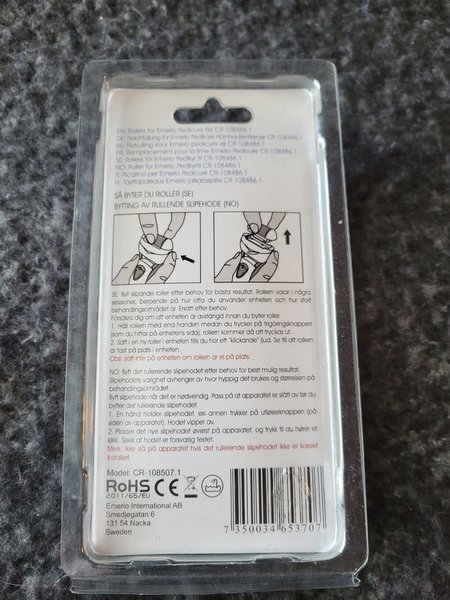 EN: Rollers for Emerio Pedicure file CR-108486.1
DE: Nachfüllung für Emerio Pedicure Hornhautentferner CR-108486.1
NL: Navulling voor Emerio pedicure vijl CR-108486.1
FR: Remplacement pour la lime Emerio Pedicure CR-108486.1
SE: Rollers för Emerio Pedikyr fil CR-108486.1
NO: Roller for Emerio Pedikyrfil CR-108486.1
IT: Ricarica per Emerio Pedicure CR-108486.1
FI: Täyttöpakkaus Emerio jalkaraspille CR-108486.1
SÅ BYTER DU ROLLER (SE)
BYTTING AV RULLENDE SLIPEHODE (NO)
SE: Byt slipande roller efter behov för bästa resultat. Rollern varar i några
sessioner, beroende på hur ofta du använder enheten och hur stort
behandlingsområdet är. Ersätt efter behov.
Försäkra dig om att enheten är avstängd innan du byter roller.
1. Håll rollern med ena handen medan du trycker på frigöringsknappen
(som du hittar på enhetens sida), rollern kommer då att tryckas ut.
2. Sätt i en ny roller i enheten tills du hör ett "klickande" ljud. Se till att rollern
är fast på plats i enheten.
Obs: sätt inte på enheten om rollern är ej på plats.
NO: Bytt det rullerende slipehodet etter behov for best mulig resultat.
Slipehodets varighet avhenger av hvor hyppig det brukes og størrelsen på
behandlingsområdet.
Bytt slipehode når det er nødvendig. Pass på at apparatet er slått av før du
bytter det rullerende slipehodet.
1. En hånd holder slipehodet, den annen trykker på utløserknappen (på
siden av apparatet). Hodet vipper av.
2. Plasser det nye slipehodet øverst på apparatet, og trykk til du hører et
klikk. Sjekk at hodet er forsvarlig festet.
Merk: Ikke slå på apparatet hvis det rullerende slipehodet ikke er korrekt
installert.
Model: CR-108507.1
RoHS
2011/65/EU
CE
Emerio International AB
Smedjegatan 6
131 54 Nacka
Sweden
7 350034 653707